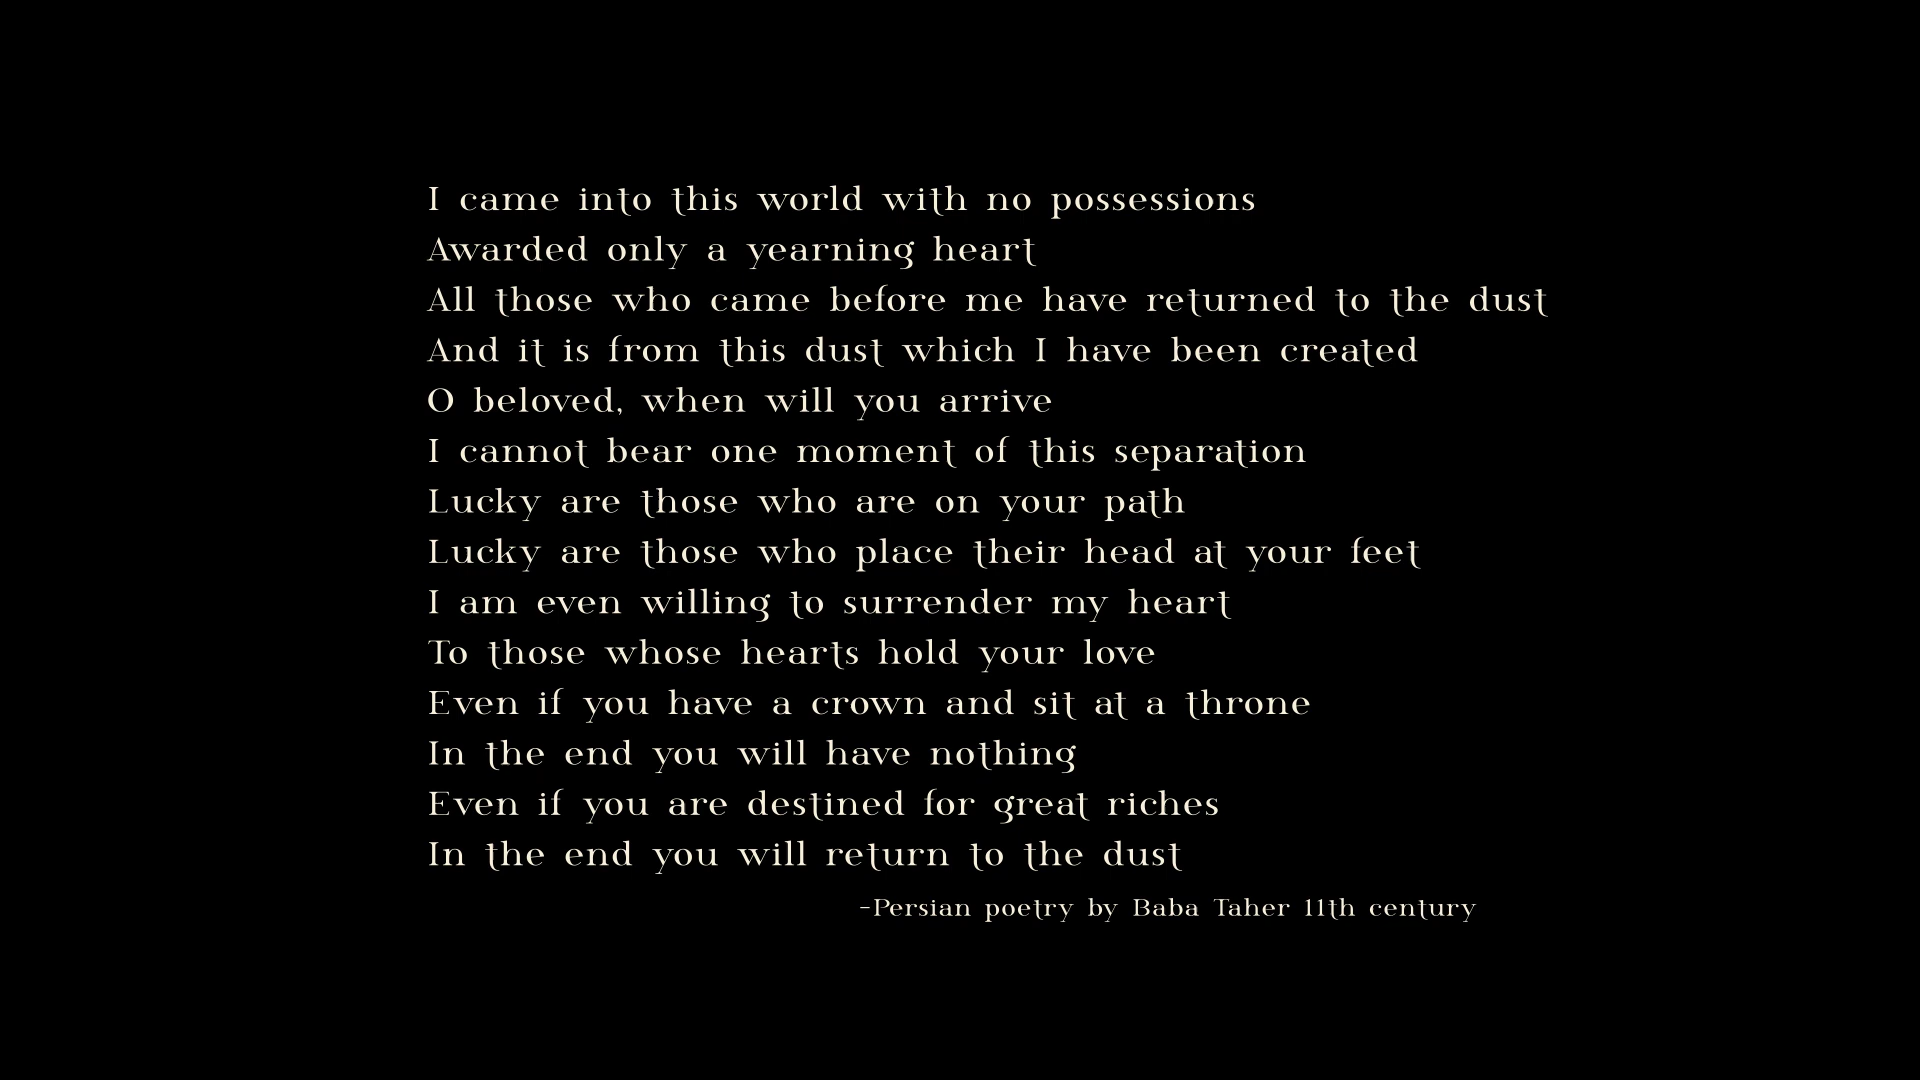 I came into this world with no possessions
Awarded only a yearning heart
All those who came before me have returned to the dust
And it is from this dust which I have been created
O beloved, when will you arrive
I cannot bear one moment of this separation
Lucky are those who are on your path
Lucky are those who place their head at your feet
I am even willing to surrender my heart
To those whose hearts hold your love
Even if you have a crown and sit at a throne
In the end you will have nothing
Even if you are destined for great riches
In the end you will return to the dust
-Persian poetry by Baba Taher 11th century